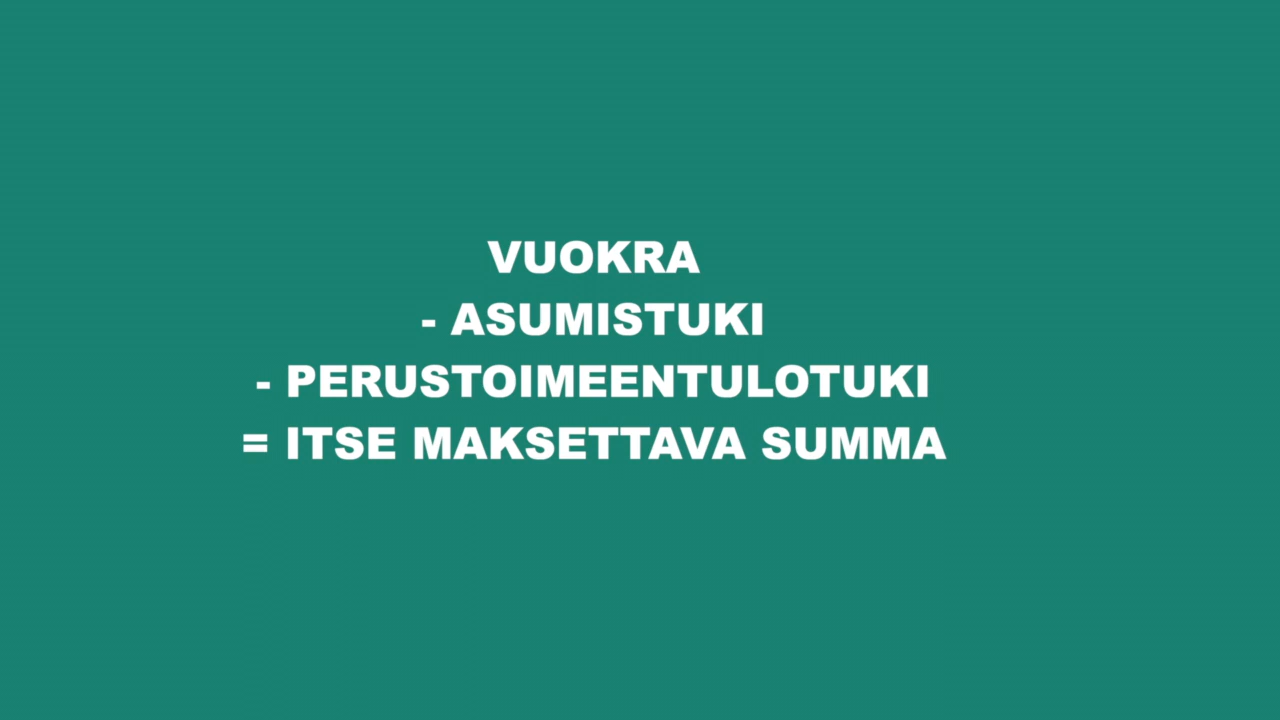 VUOKRA
- ASUMISTUKI
- PERUSTOIMEENTULOTUKI
= ITSE MAKSETTAVA SUMMA